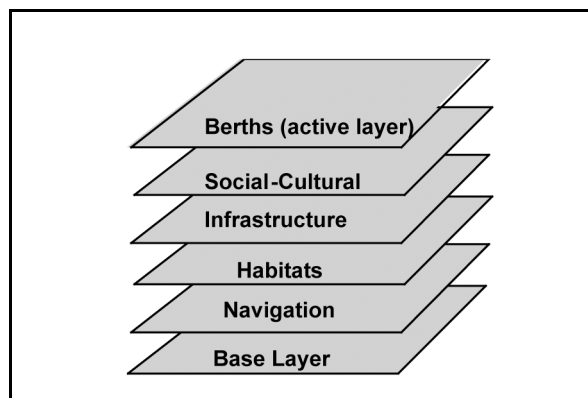 Berths (active layer)
Social-Cultural
Infrastructure
Habitats
Navigation
Base Layer